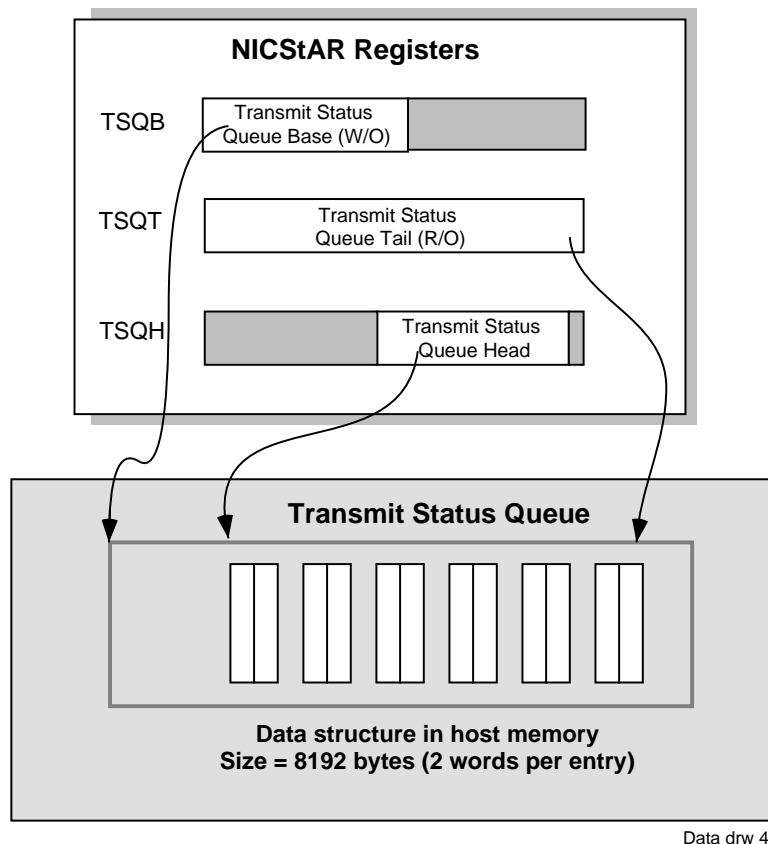 NICStAR Registers
TSQB
Transmit Status
Queue Base (W/O)
TSQT
Transmit Status
Queue Tail (R/O)
TSQH
Transmit Status
Queue Head
Transmit Status Queue
Data structure in host memory
Size = 8192 bytes (2 words per entry)
Data drw 4